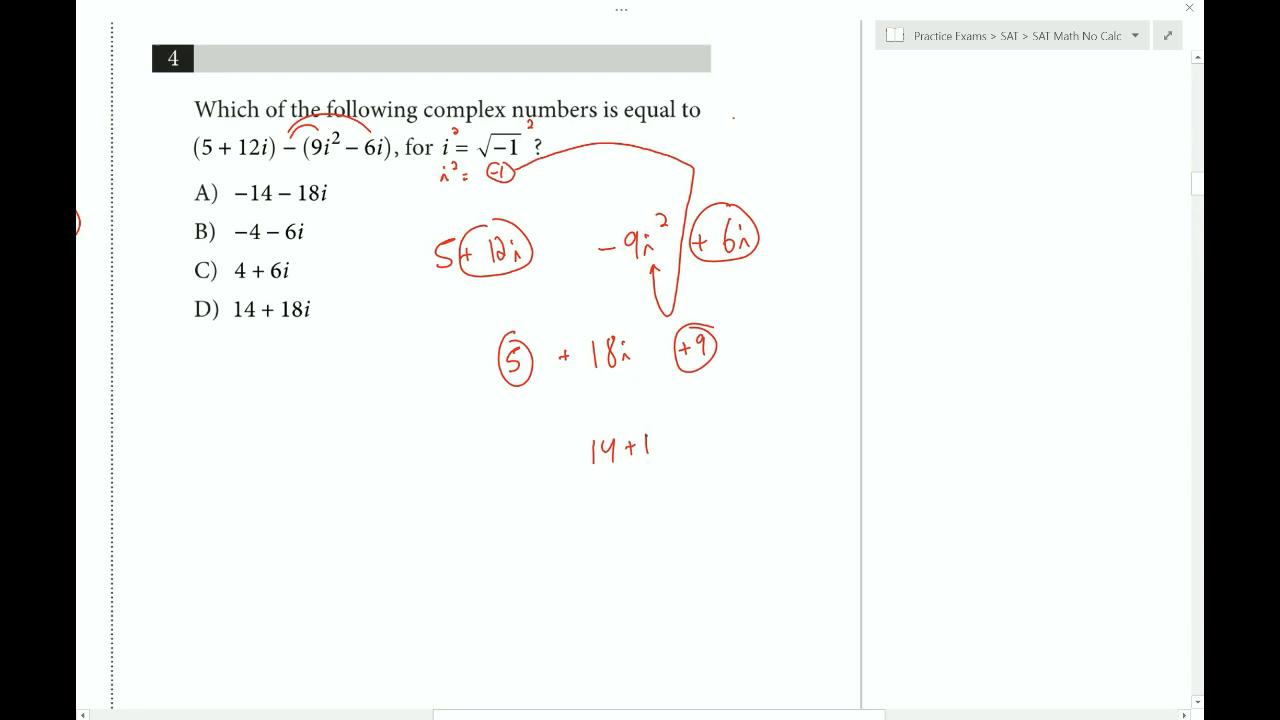 ...
Practice Exams > SAT > SAT Math No Calc
4
Which of the following complex numbers is equal to
(5 + 12i) − (9i² − 6i), for i² = √−1² ?
i² = −1
A) −14 − 18i
B) −4 − 6i
C) 4 + 6i
D) 14 + 18i
5 + 12i − 9i² + 6i
5 + 18i +9
14 + 1